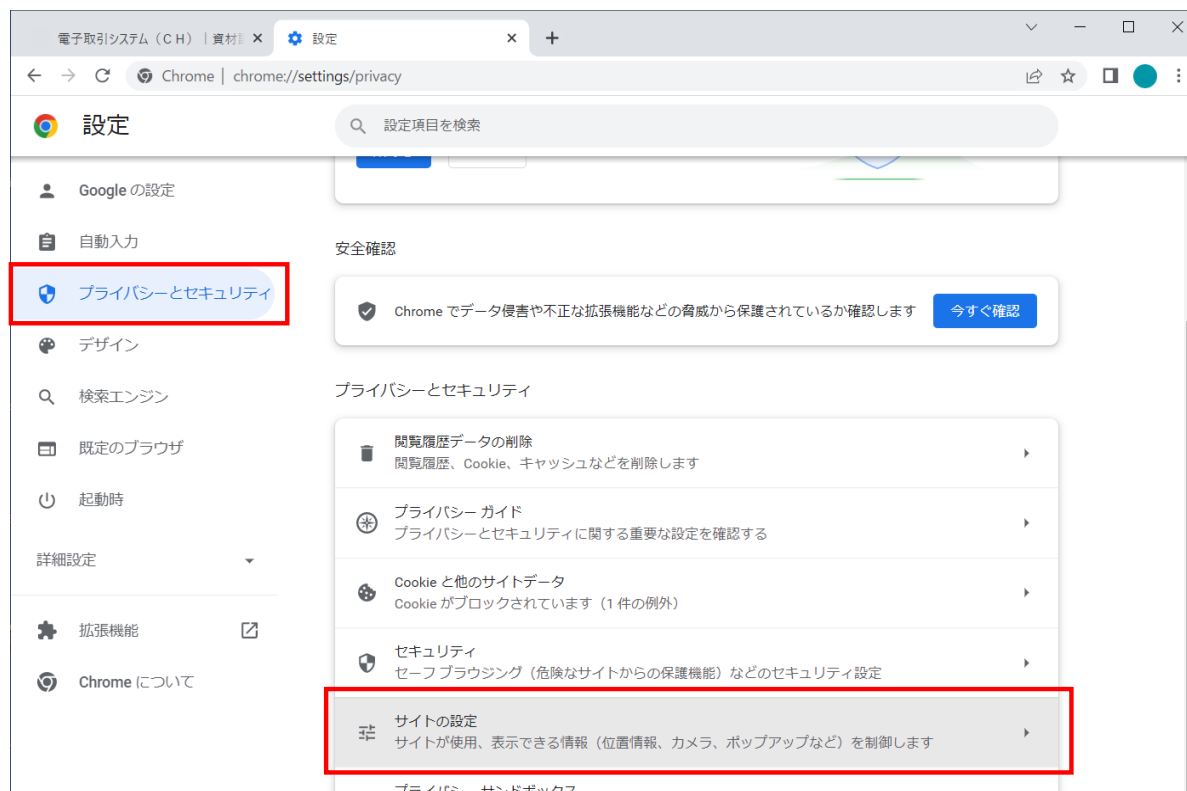 電子取引システム（ＣＨ）｜資材
設定
Chrome | chrome://settings/privacy
設定
設定項目を検索
Google の設定
自動入力
プライバシーとセキュリティ
デザイン
検索エンジン
既定のブラウザ
起動時
詳細設定
拡張機能
Chrome について
安全確認
Chrome でデータ侵害や不正な拡張機能などの脅威から保護されているか確認します
今すぐ確認
プライバシーとセキュリティ
閲覧履歴データの削除
閲覧履歴、Cookie、キャッシュなどを削除します
プライバシー ガイド
プライバシーとセキュリティに関する重要な設定を確認する
Cookie と他のサイトデータ
Cookie がブロックされています（1 件の例外）
セキュリティ
セーフ ブラウジング（危険なサイトからの保護機能）などのセキュリティ設定
サイトの設定
サイトが使用、表示できる情報（位置情報、カメラ、ポップアップなど）を制御します
プライバシー サンドボックス